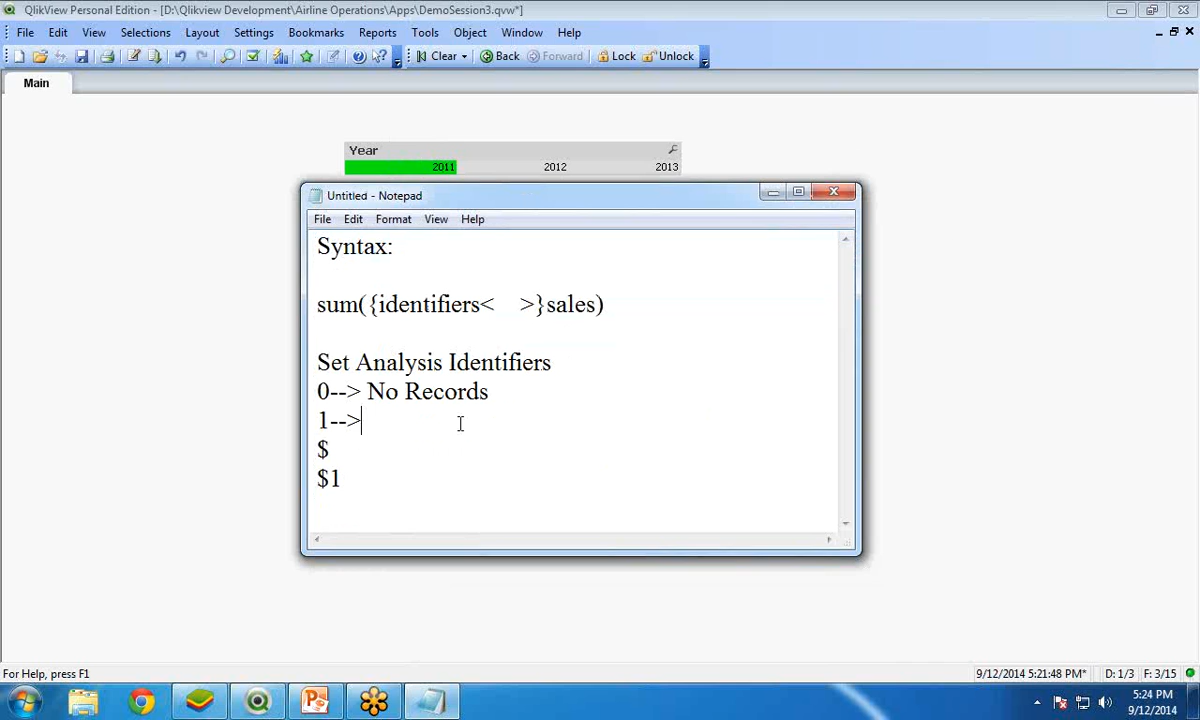 QlikView Personal Edition - [D:\Qlikview Development\Airline Operations\Apps\DemoSession3.qvw*]
File Edit View Selections Layout Settings Bookmarks Reports Tools Object Window Help
Clear Back Forward Lock Unlock
Main
Year
2011 2012 2013
Untitled - Notepad
File Edit Format View Help
Syntax:
sum({identifiers< >}sales)
Set Analysis Identifiers
0--> No Records
1-->
$
$1
For Help, press F1
9/12/2014 5:21:48 PM* D: 1/3 F: 3/15
5:24 PM
9/12/2014